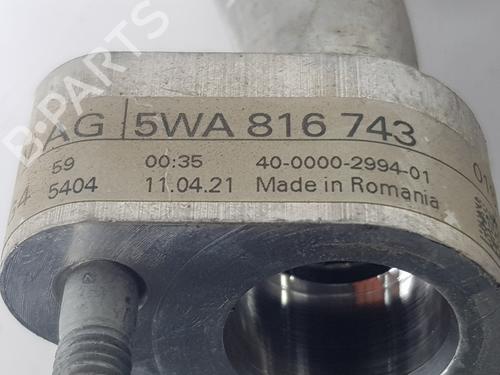 AG 5WA 816 743
59 00:35 40-0000-2994-01
5404 11.04.21 Made in Romania
B-PARTS